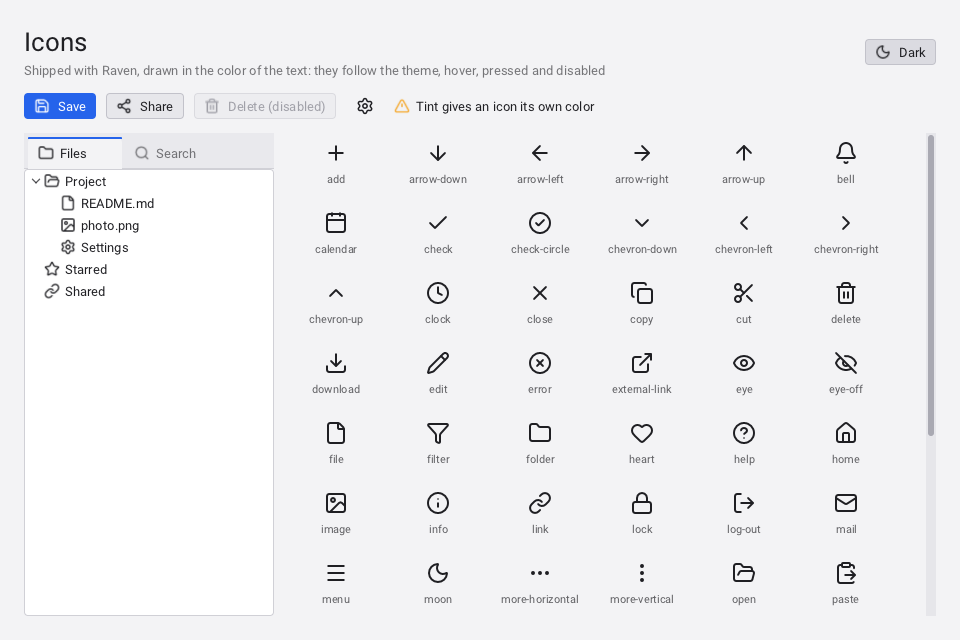 Icons
Shipped with Raven, drawn in the color of the text: they follow the theme, hover, pressed and disabled
Dark
Save
Share
Delete (disabled)
Tint gives an icon its own color
Files
Search
Project
README.md
photo.png
Settings
Starred
Shared
add
arrow-down
arrow-left
arrow-right
arrow-up
bell
calendar
check
check-circle
chevron-down
chevron-left
chevron-right
chevron-up
clock
close
copy
cut
delete
download
edit
error
external-link
eye
eye-off
file
filter
folder
heart
help
home
image
info
link
lock
log-out
mail
menu
moon
more-horizontal
more-vertical
open
paste